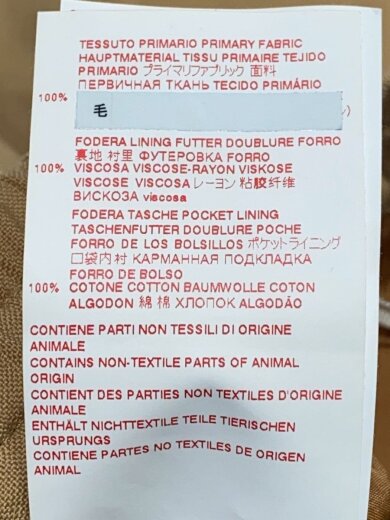 TESSUTO PRIMARIO PRIMARY FABRIC
HAUPTMATERIAL TISSU PRIMAIRE TEJIDO
PRIMARIO プライマリファブリック 面料
ПЕРВИЧНАЯ ТКАНЬ TECIDO PRIMÁRIO
100%
毛
FODERA LINING FUTTER DOUBLURE FORRO
裏地 衬里 ФУТЕРОВКА FORRO
100% VISCOSA VISCOSE-RAYON VISKOSE
VISCOSE VISCOSA レーヨン 粘胶纤维
ВИСКОЗА viscosa
FODERA TASCHE POCKET LINING
TASCHENFUTTER DOUBLURE POCHE
FORRO DE LOS BOLSILLOS ポケットライニング
口袋内衬 КАРМАННАЯ ПОДКЛАДКА
FORRO DE BOLSO
100% COTONE COTTON BAUMWOLLE COTON
ALGODON 綿 棉 ХЛОПОК ALGODÃO
CONTIENE PARTI NON TESSILI DI ORIGINE
ANIMALE
CONTAINS NON-TEXTILE PARTS OF ANIMAL
ORIGIN
CONTIENT DES PARTIES NON TEXTILES D'ORIGINE
ANIMALE
ENTHÄLT NICHTTEXTILE TEILE TIERISCHEN
URSPRUNGS
CONTIENE PARTES NO TEXTILES DE ORIGEN
ANIMAL